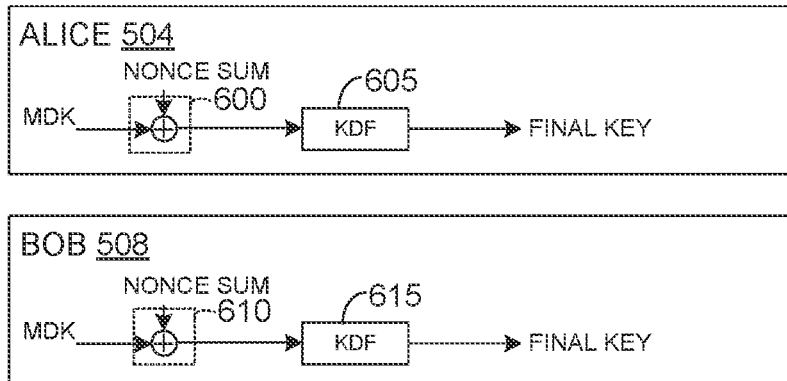 ALICE 504
NONCE SUM
600
605
MDK
KDF
FINAL KEY
BOB 508
NONCE SUM
610
615
MDK
KDF
FINAL KEY